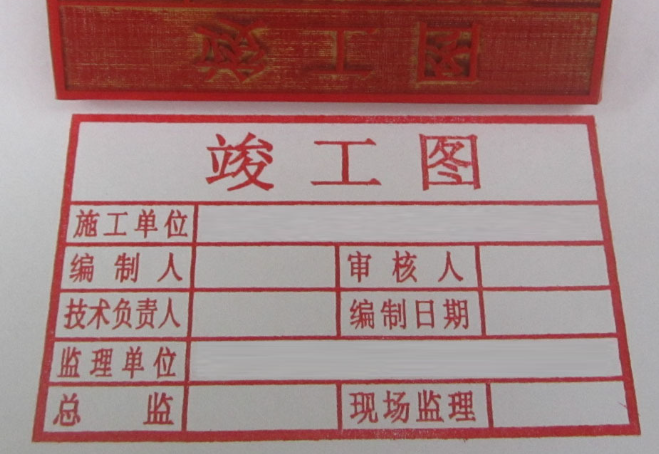 竣工图
施工单位
编制人 审核人
技术负责人 编制日期
监理单位
总监 现场监理